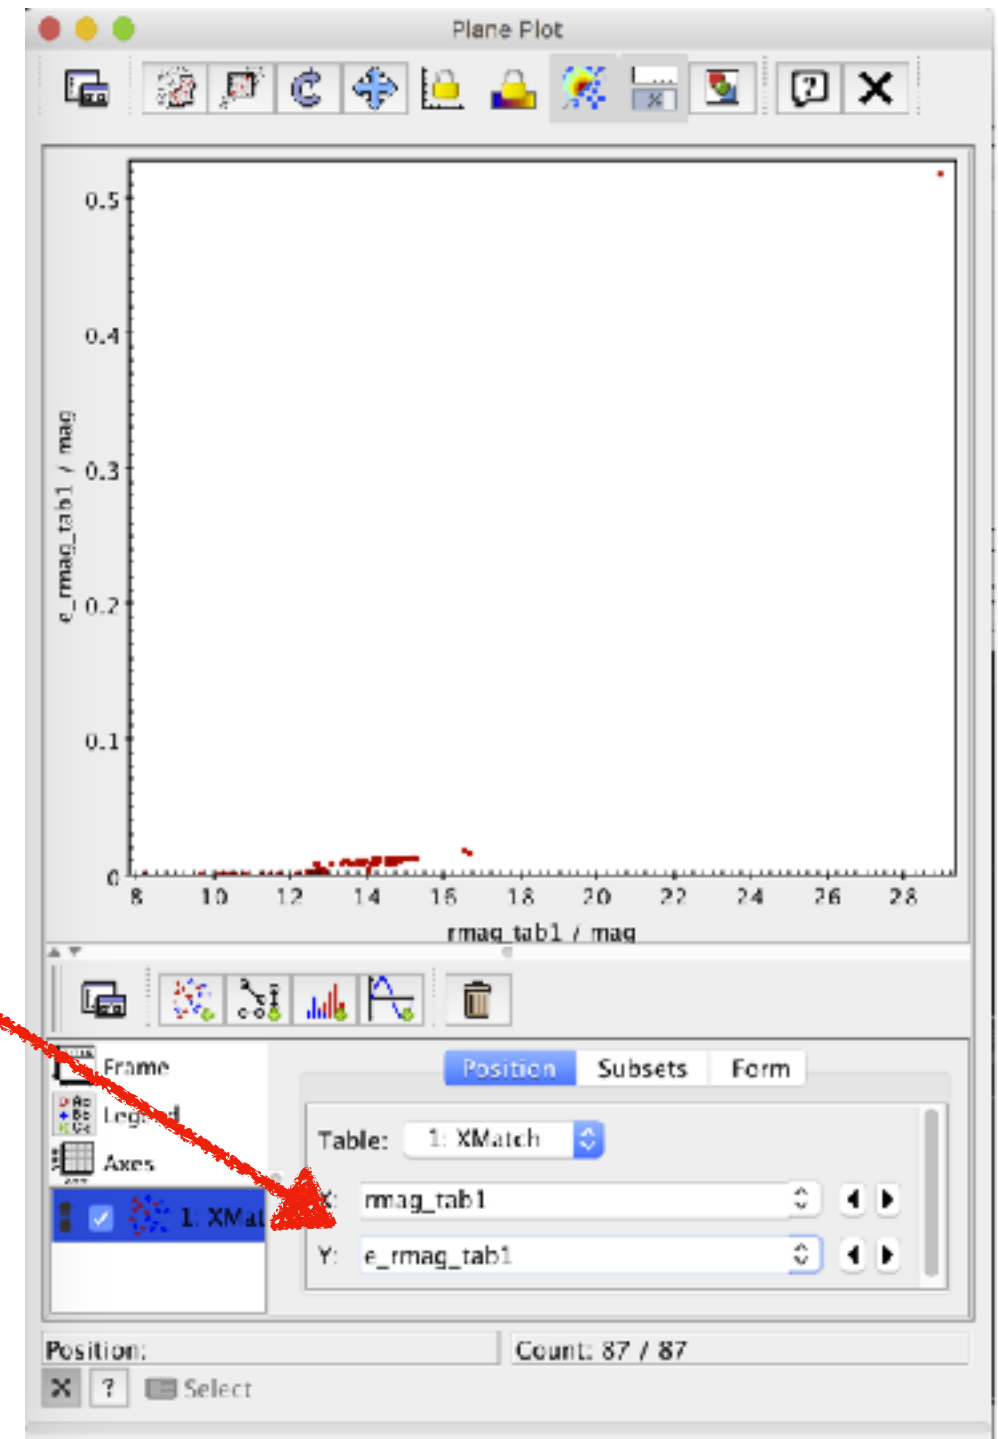 Plane Plot
0.5
0.4
0.3
0.2
0.1
0
e_rmag_tab1 / mag
8 10 12 14 16 18 20 22 24 26 28
rmag_tab1 / mag
Frame
Legend
Axes
1: XMat
Position Subsets Form
Table: 1: XMatch
X: rmag_tab1
Y: e_rmag_tab1
Position: Count: 87 / 87
? Select